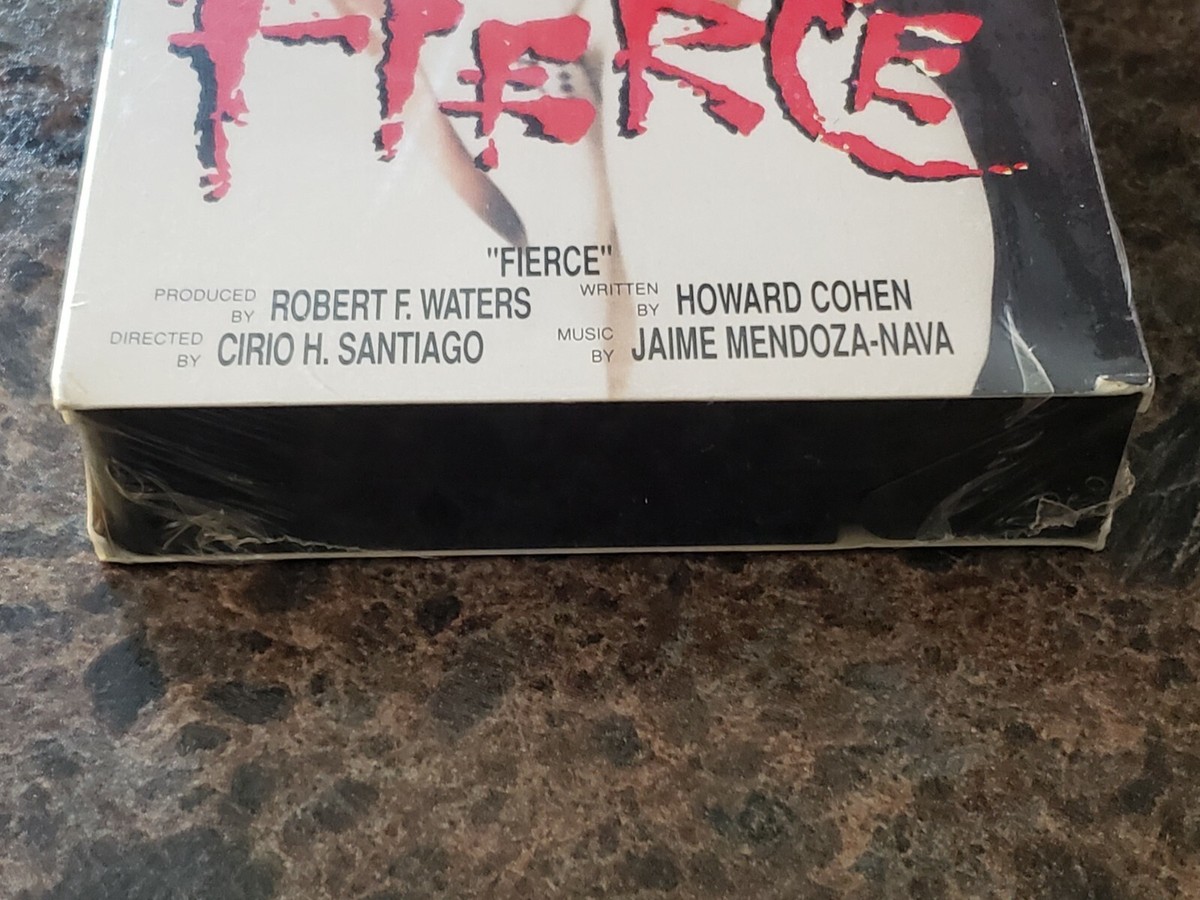 FIERCE
"FIERCE"
PRODUCED BY ROBERT F. WATERS WRITTEN BY HOWARD COHEN
DIRECTED BY CIRIO H. SANTIAGO MUSIC BY JAIME MENDOZA-NAVA